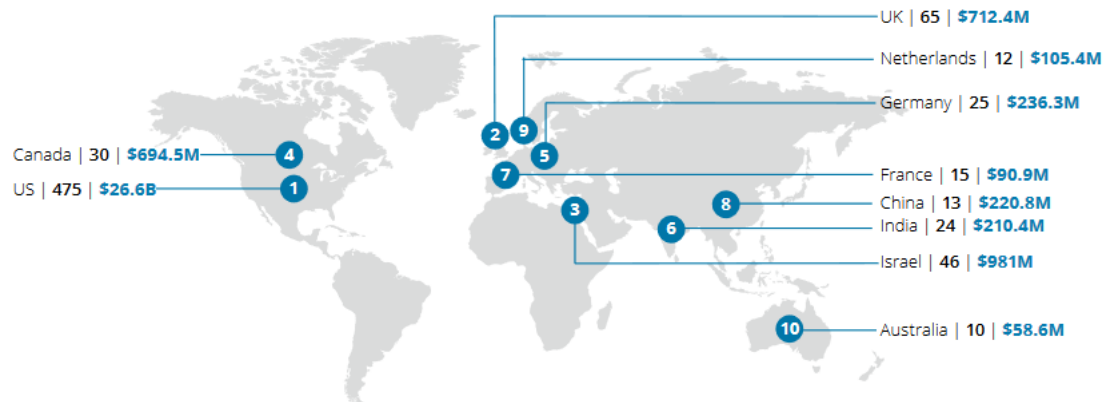 UK | 65 | $712.4M
Netherlands | 12 | $105.4M
Germany | 25 | $236.3M
Canada | 30 | $694.5M
US | 475 | $26.6B
France | 15 | $90.9M
China | 13 | $220.8M
India | 24 | $210.4M
Israel | 46 | $981M
Australia | 10 | $58.6M
2
9
5
4
7
1
8
3
6
10